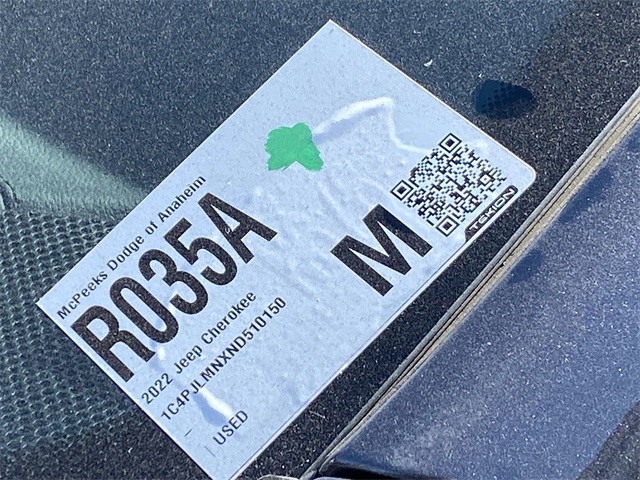 McPeeks Dodge of Anaheim
R035A
M
2022 Jeep Cherokee
1C4PJLMNXND510150
-
| USED
TEKION